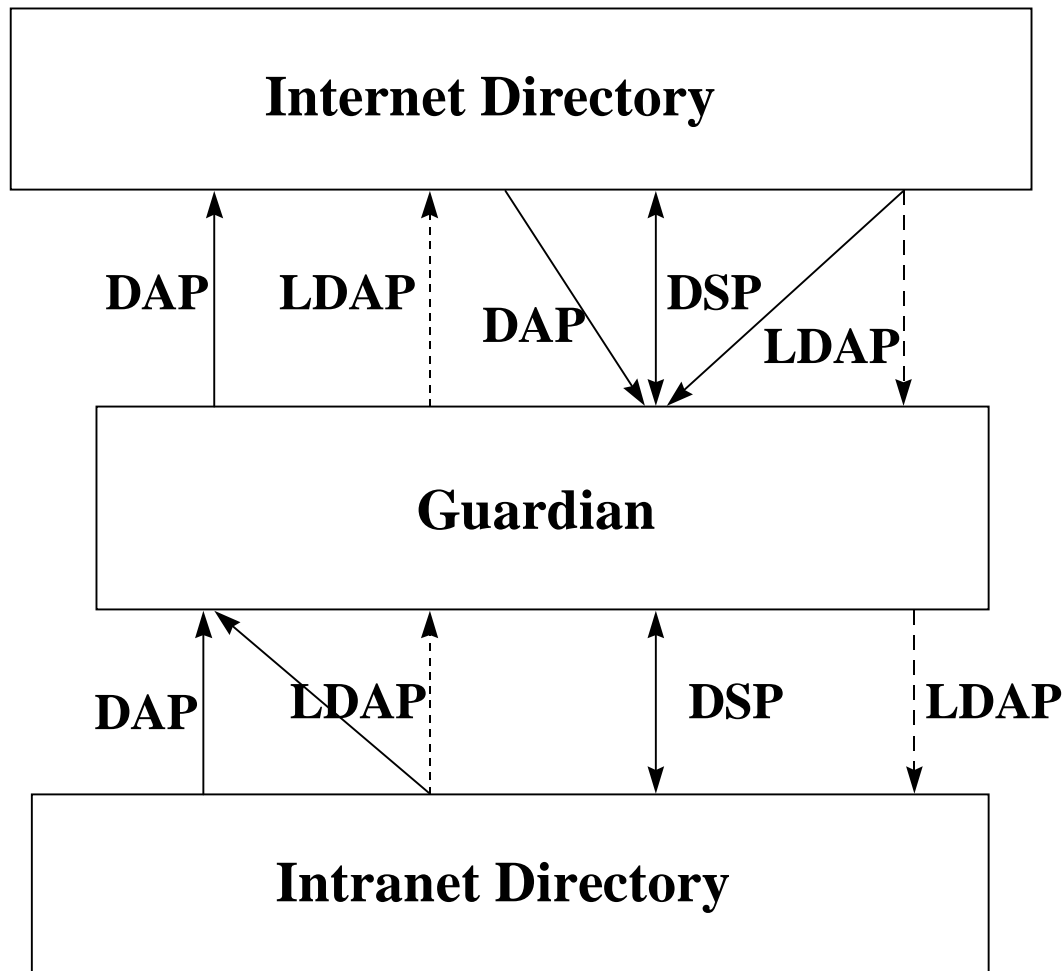 Internet Directory
DAP
LDAP
DAP
DSP
LDAP
Guardian
DAP
LDAP
DSP
LDAP
Intranet Directory